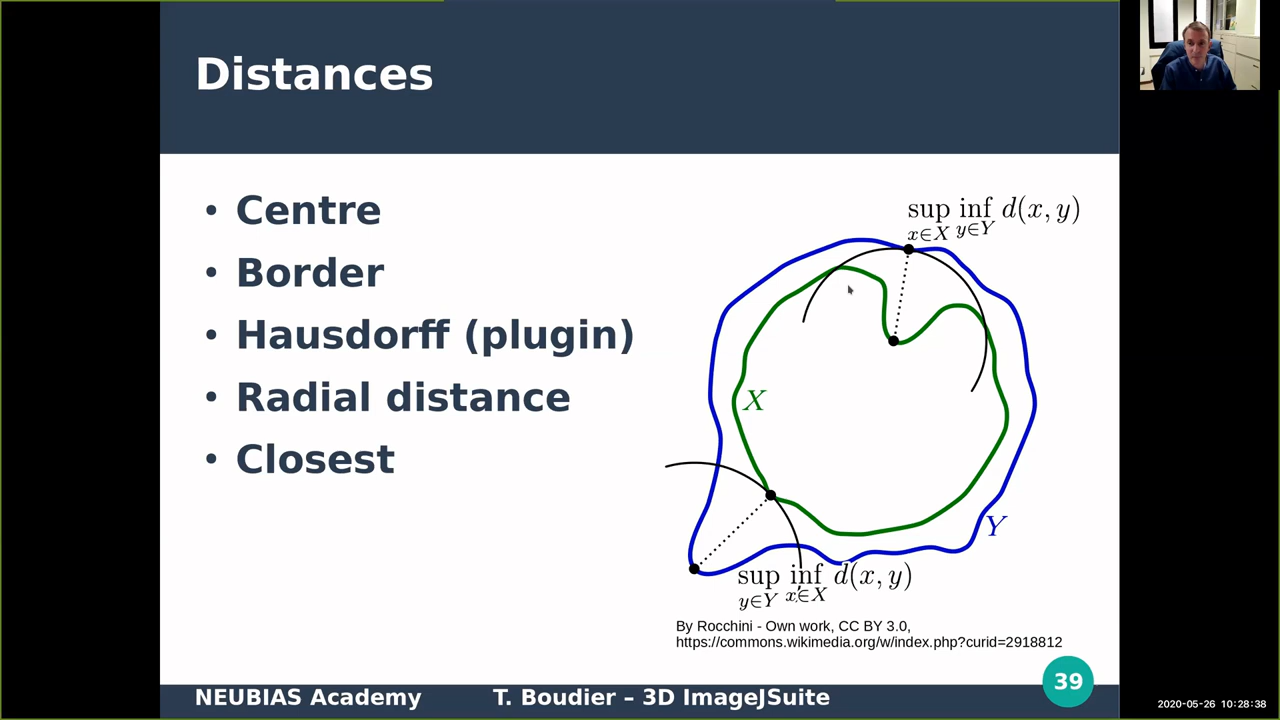 Distances
• Centre
• Border
• Hausdorff (plugin)
• Radial distance
• Closest
sup inf d(x, y)
x∈X y∈Y
X
Y
sup inf d(x, y)
y∈Y x∈X
By Rocchini - Own work, CC BY 3.0,
https://commons.wikimedia.org/w/index.php?curid=2918812
39
NEUBIAS Academy T. Boudier – 3D ImageJSuite
2020-05-26 10:28:38